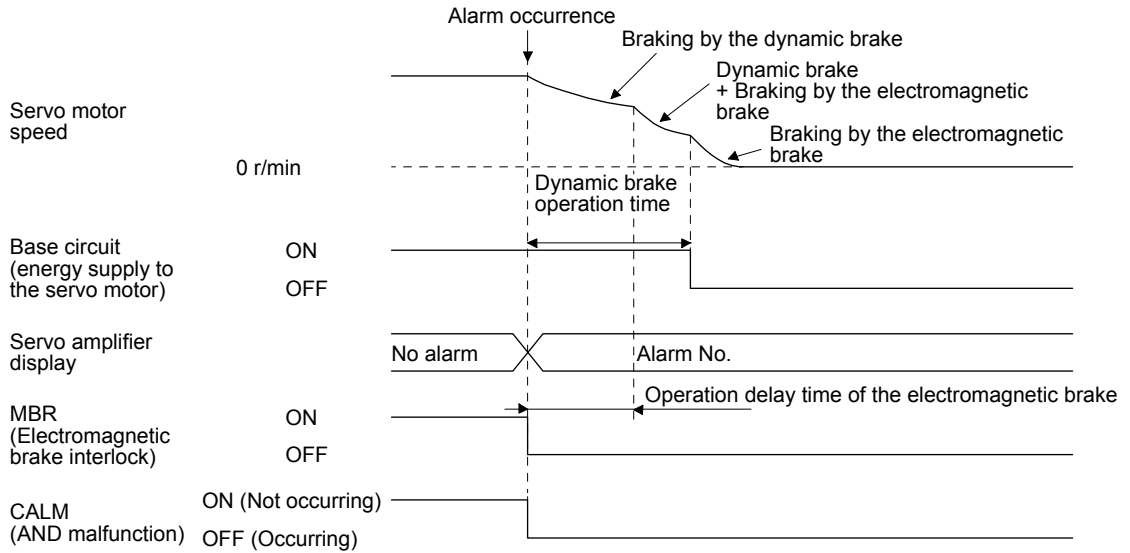 Alarm occurrence
Braking by the dynamic brake
Dynamic brake
+ Braking by the electromagnetic
brake
Braking by the electromagnetic
brake
Servo motor
speed
0 r/min
Dynamic brake
operation time
Base circuit
(energy supply to
the servo motor)
ON
OFF
Servo amplifier
display
No alarm
Alarm No.
Operation delay time of the electromagnetic brake
MBR
(Electromagnetic
brake interlock)
ON
OFF
CALM
(AND malfunction)
ON (Not occurring)
OFF (Occurring)